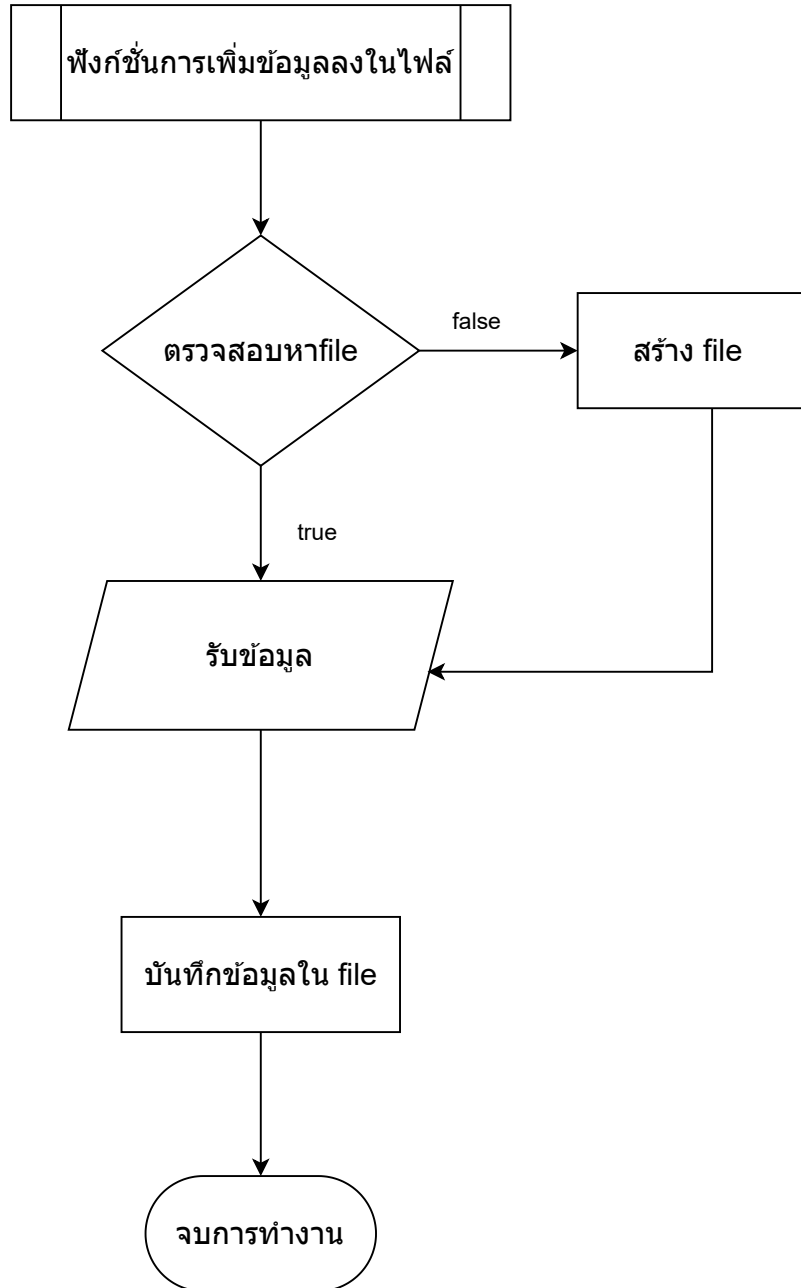 ฟังก์ชั่นการเพิ่มข้อมูลลงในไฟล์
false
ตรวจสอบหาfile
สร้าง file
true
รับข้อมูล
บันทึกข้อมูลใน file
จบการทำงาน